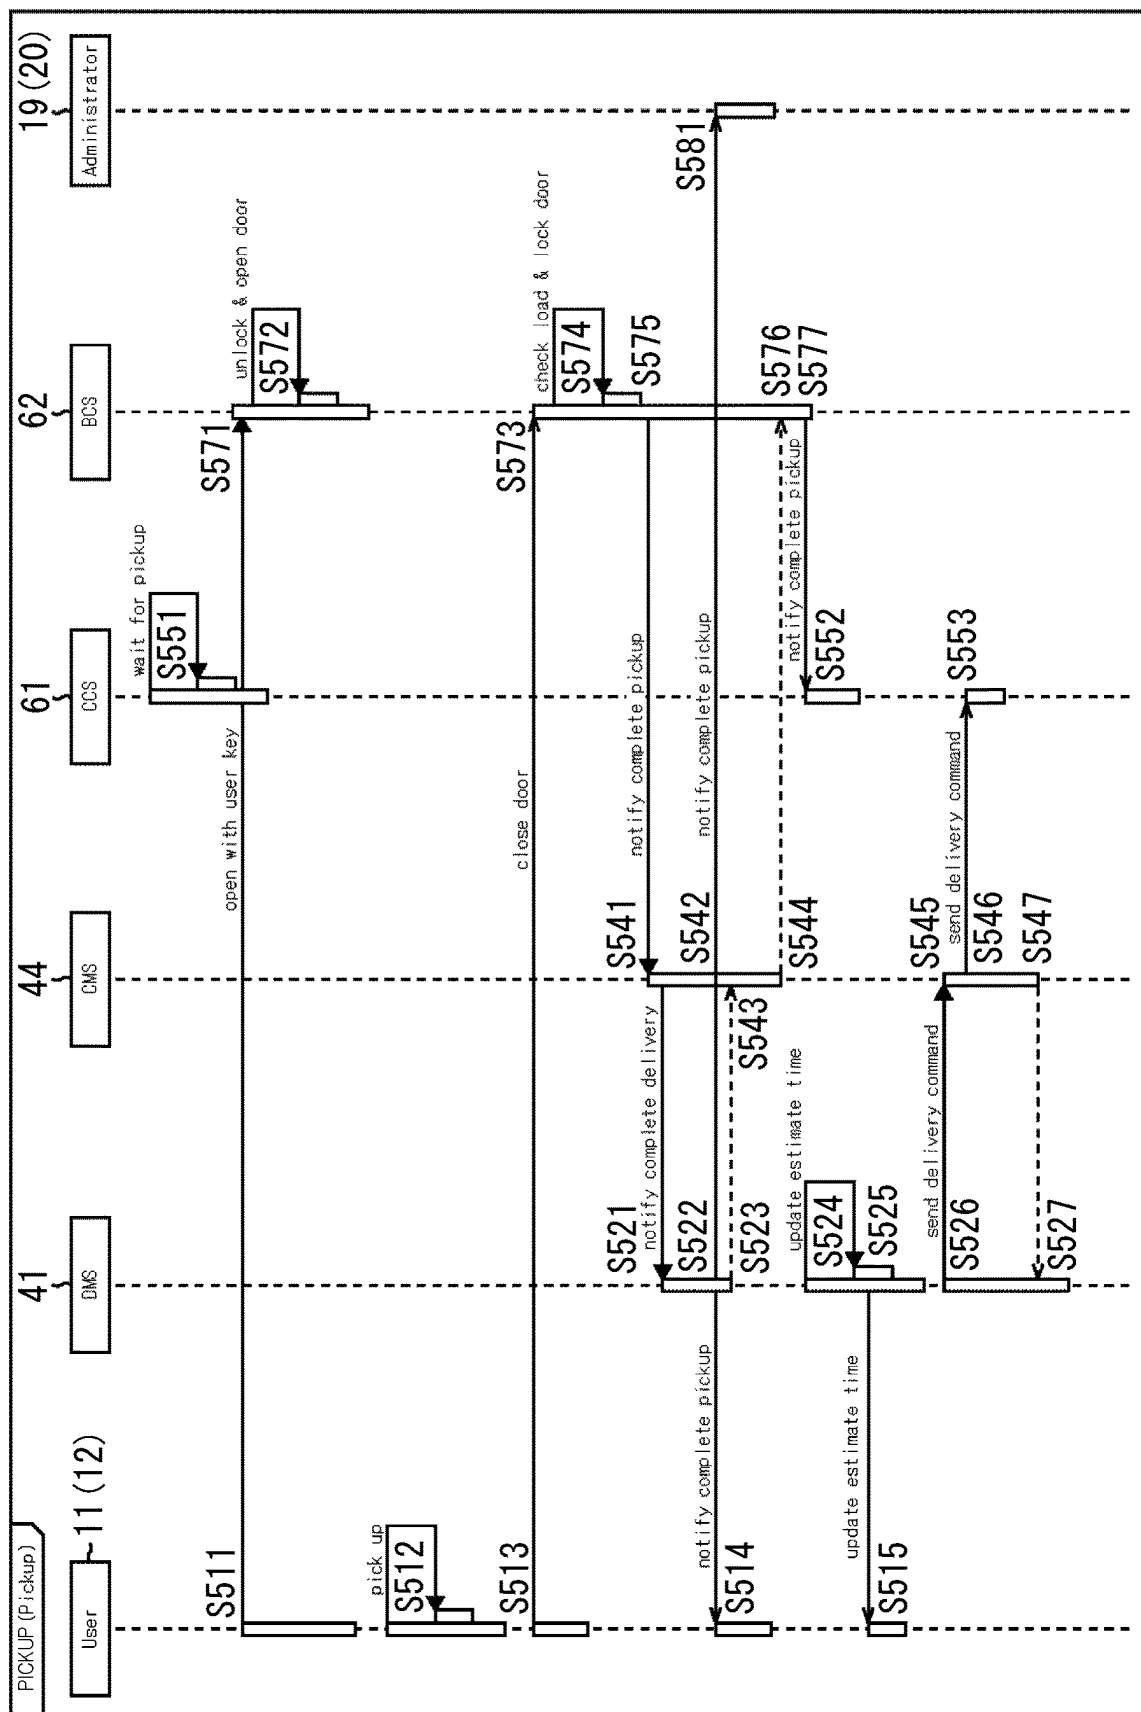 PICKUP (Pickup)
User
11 (12)
41
DMS
44
CMS
61
CCS
62
BCS
19 (20)
Administrator
wait for pickup
S551
S511
open with user key
S571
unlock & open door
S572
pick up
S512
S513
close door
S573
check load & lock door
S574
S575
S541
notify complete pickup
S521
notify complete delivery
S514
notify complete pickup
S522
S542
notify complete pickup
S581
S523
S543
S544
S576
S577
notify complete pickup
S552
update estimate time
S524
S525
S515
update estimate time
S526
send delivery command
S545
S546
send delivery command
S553
S547
S527